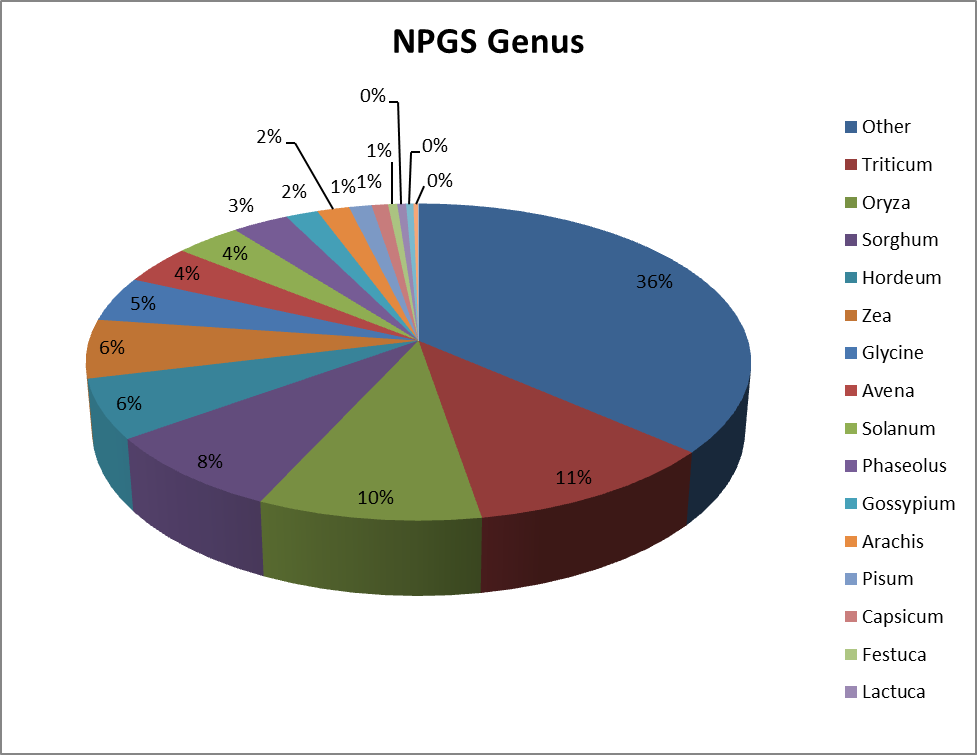 NPGS Genus
0%
2%
0%
1%
0%
1%
1%
2%
3%
4%
4%
5%
6%
6%
8%
10%
11%
36%
Other
Triticum
Oryza
Sorghum
Hordeum
Zea
Glycine
Avena
Solanum
Phaseolus
Gossypium
Arachis
Pisum
Capsicum
Festuca
Lactuca